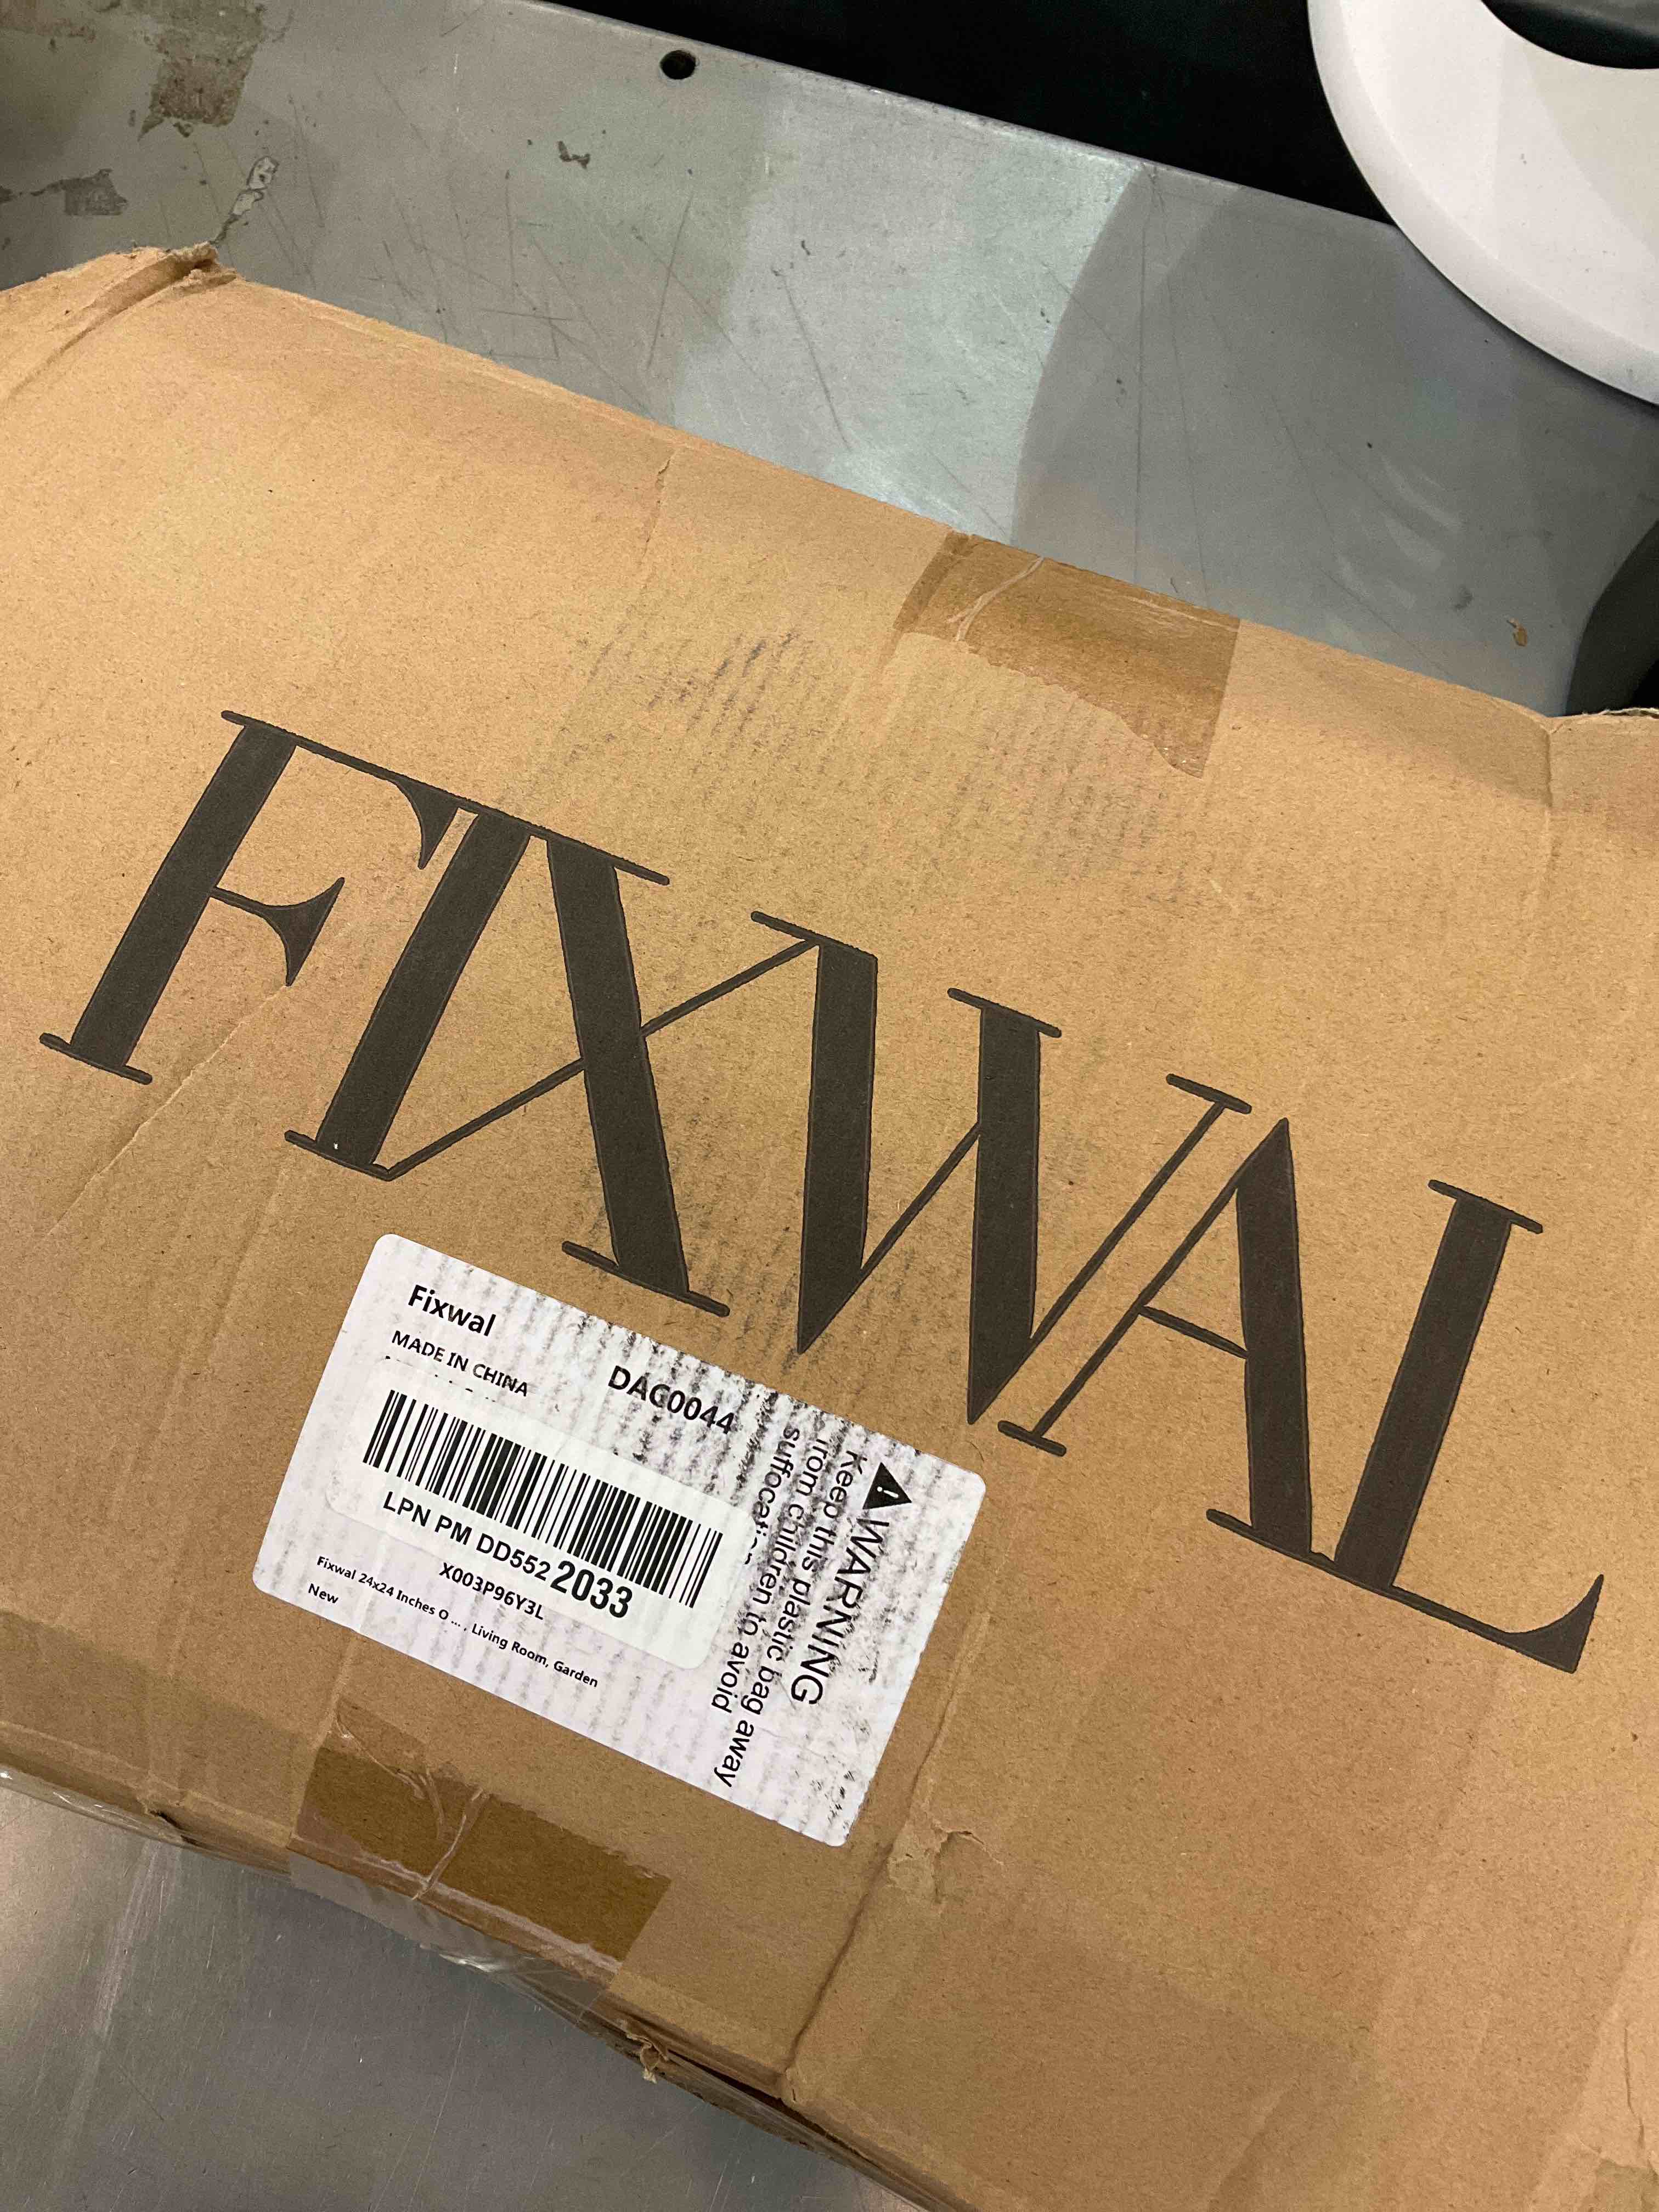 FIXWAL
Fixwal
MADE IN CHINA
DAC0044
LPN PM DD552 2033
X003P96Y3L
Fixwal 24x24 Inches O ... , Living Room, Garden
New
WARNING
Keep this plastic bag away
from children to avoid
suffocation